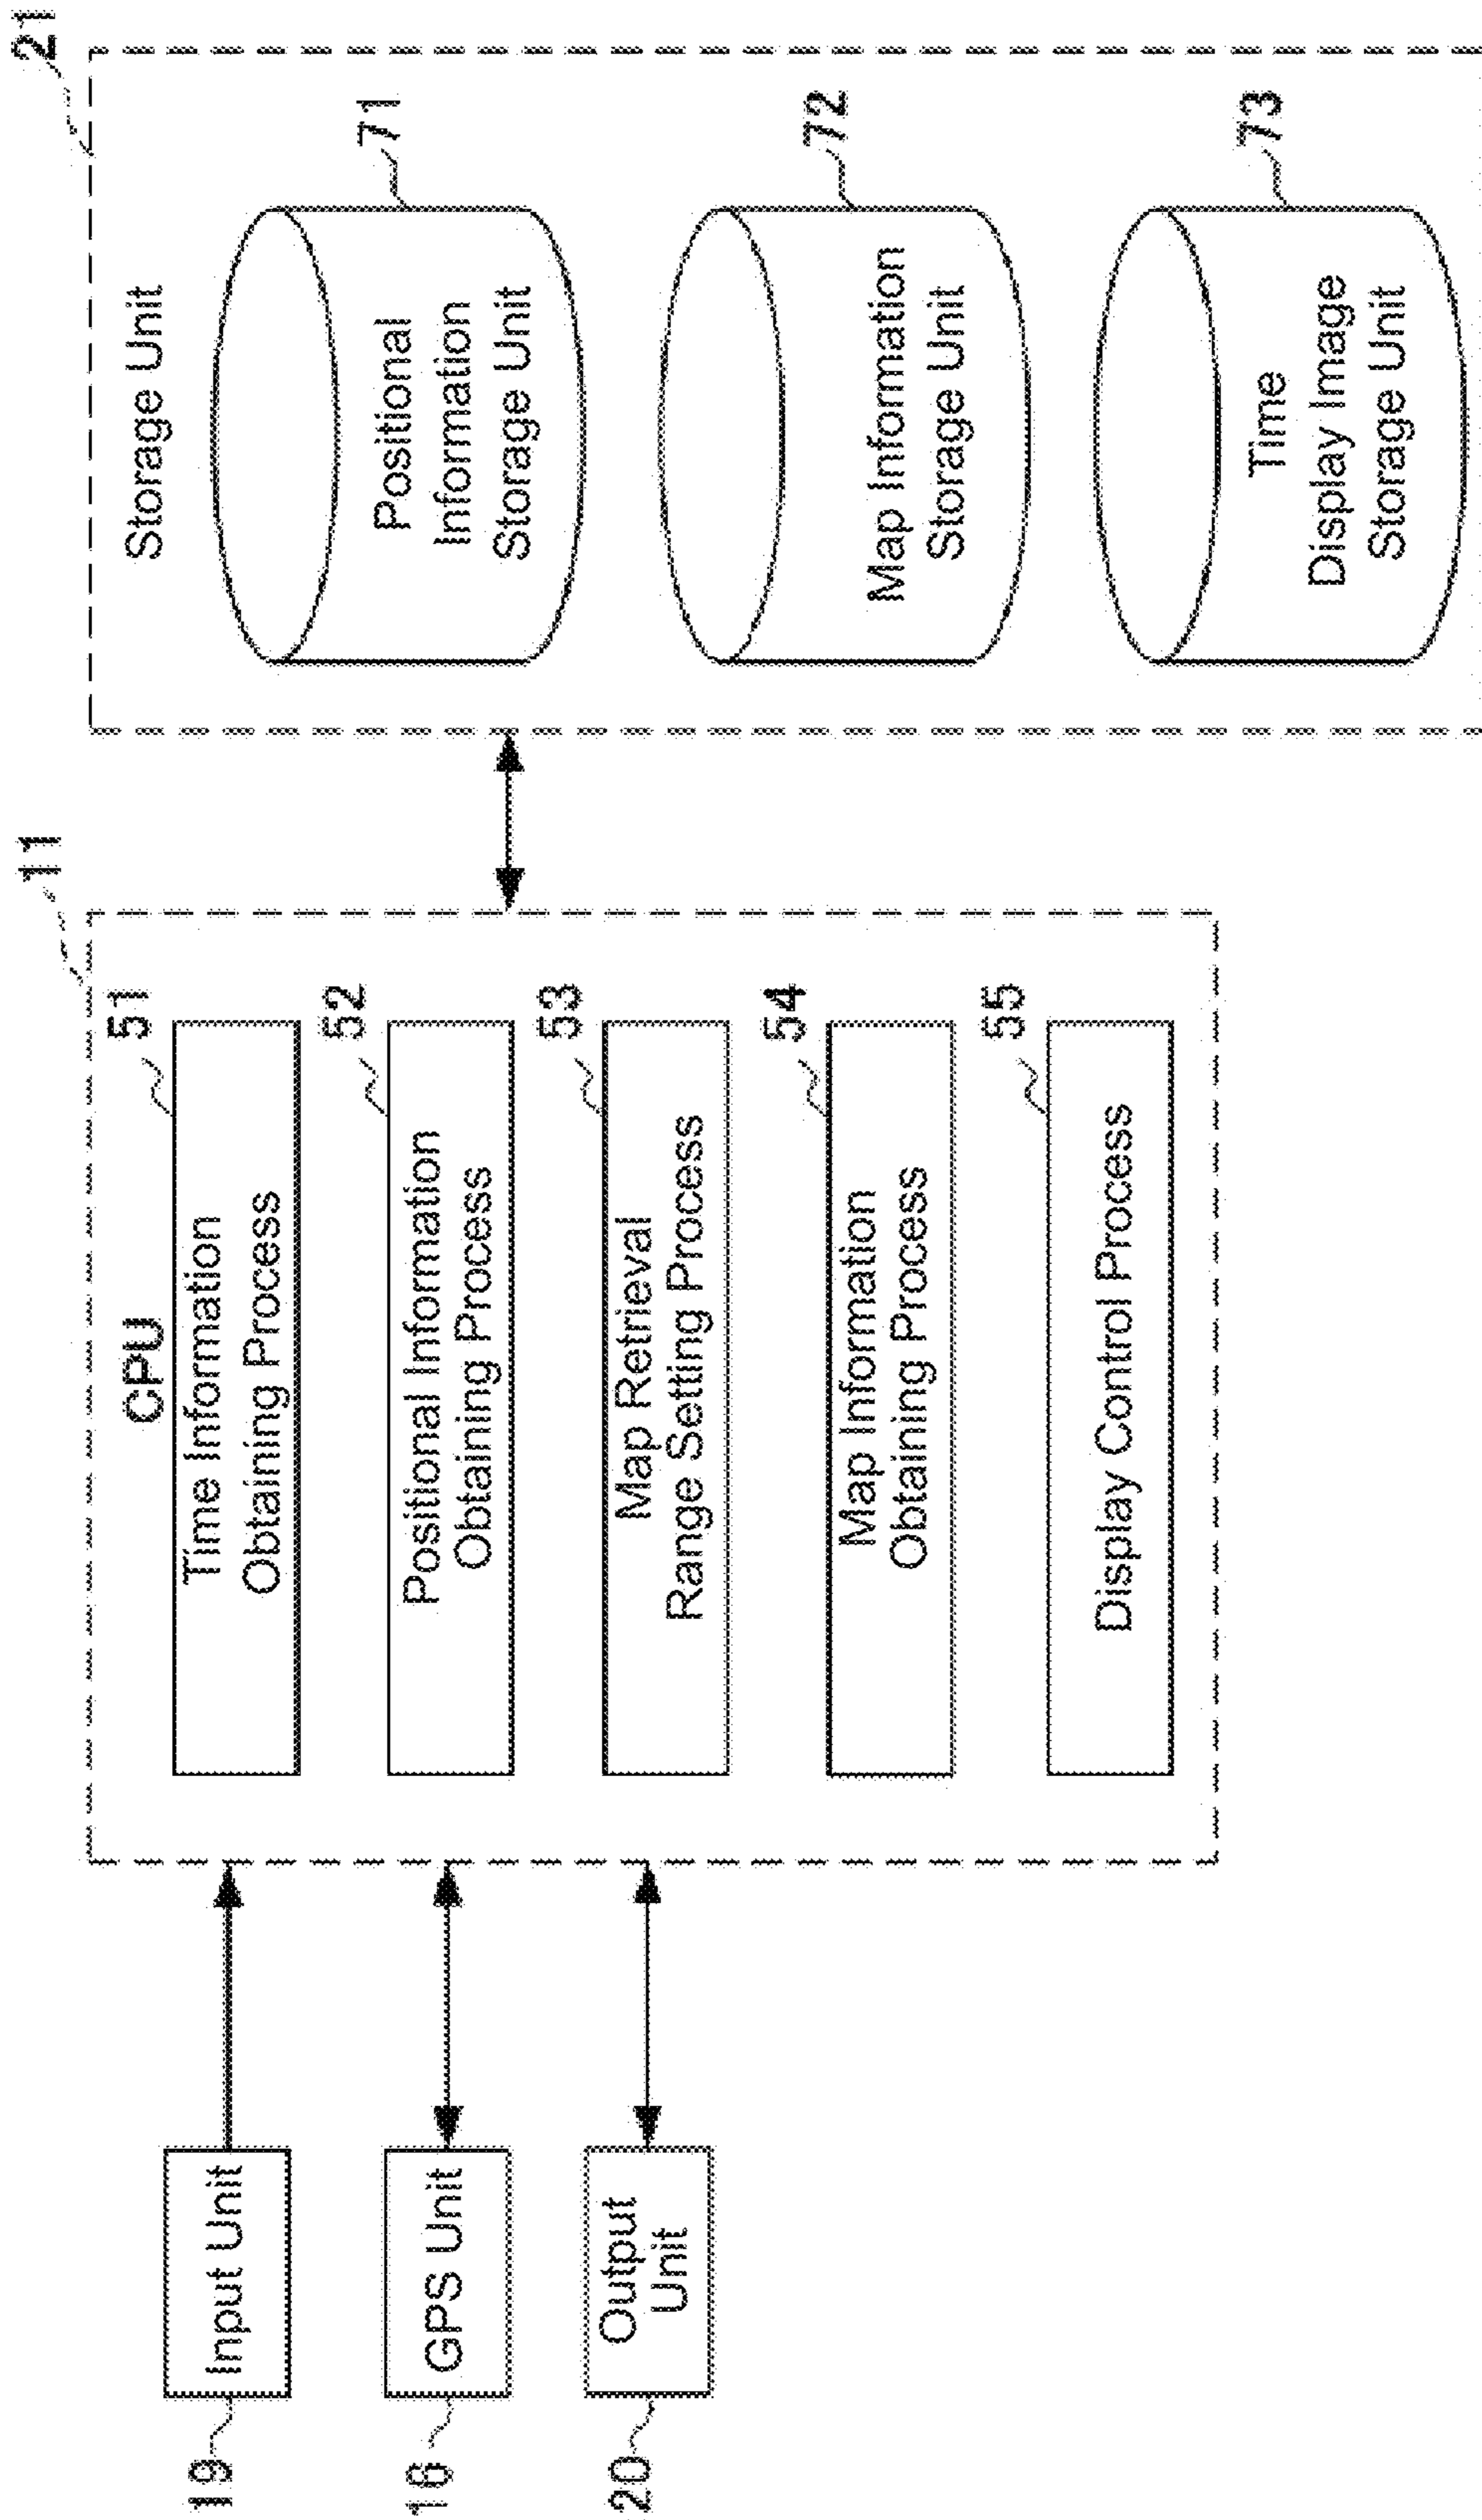 19
Input Unit
16
GPS Unit
20
Output
Unit
11
CPU
51
Time Information
Obtaining Process
52
Positional Information
Obtaining Process
53
Map Retrieval
Range Setting Process
54
Map Information
Obtaining Process
55
Display Control Process
21
Storage Unit
71
Positional
Information
Storage Unit
72
Map Information
Storage Unit
73
Time
Display Image
Storage Unit